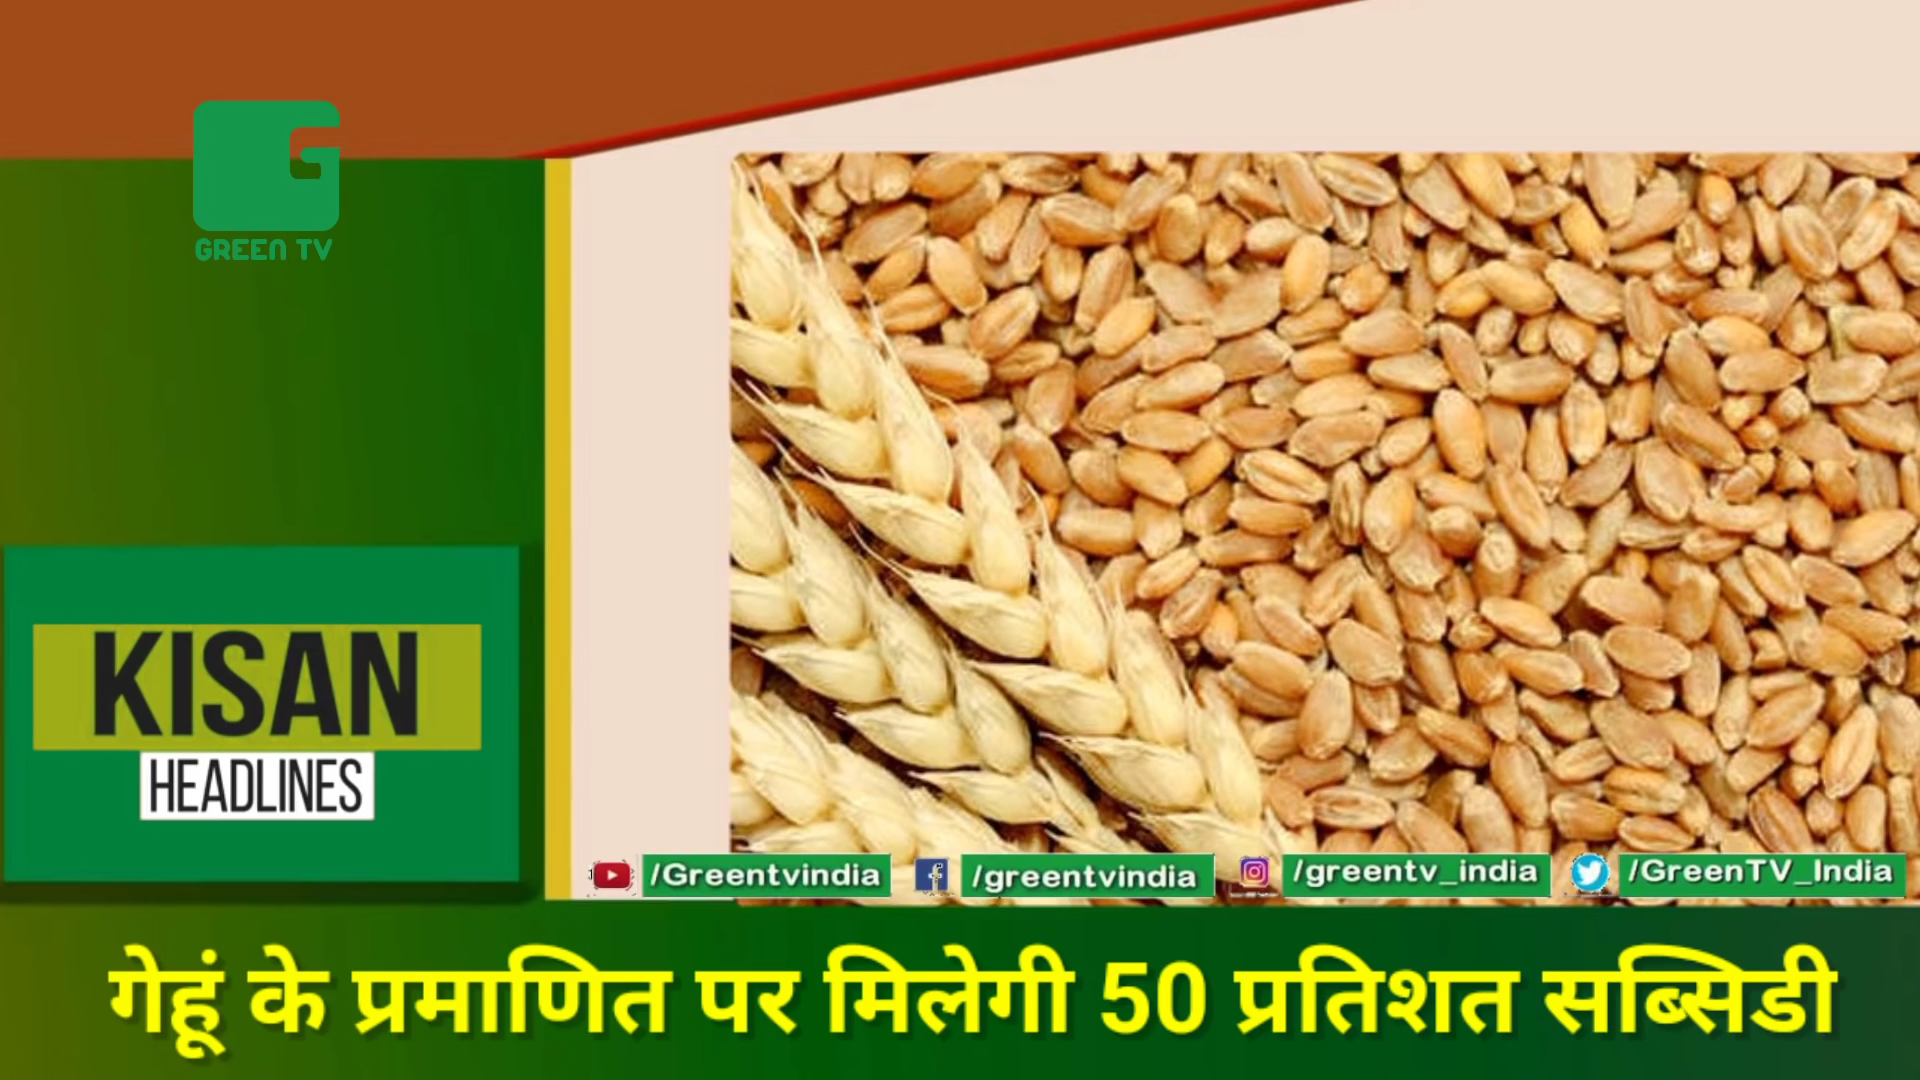 GREEN TV
KISAN
HEADLINES
/Greentvindia
/greentvindia
/greentv_india
/GreenTV_India
गेहूं के प्रमाणित पर मिलेगी 50 प्रतिशत सब्सिडी